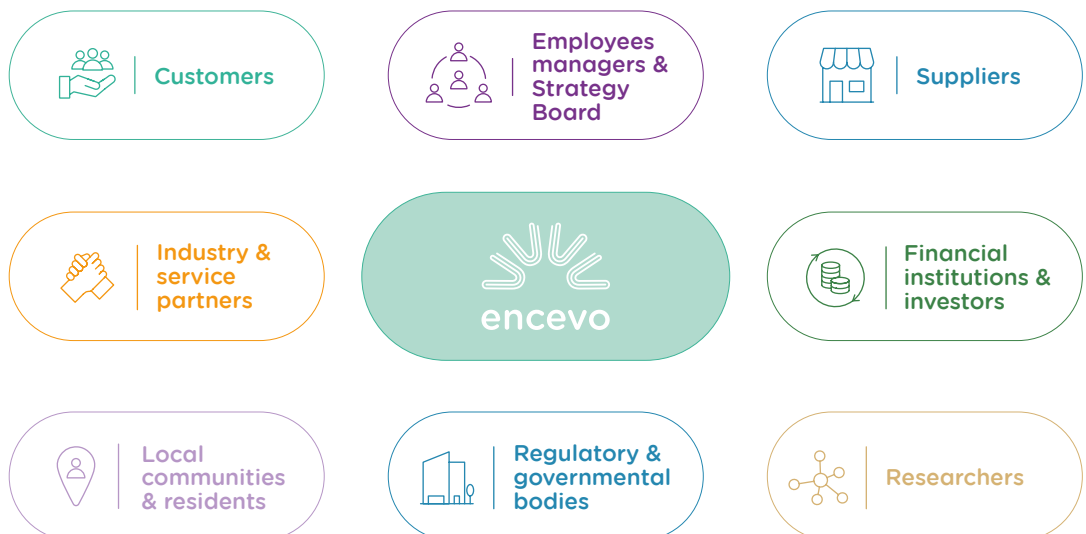 Customers
Employees
managers &
Strategy
Board
Suppliers
Industry &
service
partners
encevo
Financial
institutions &
investors
Local
communities
& residents
Regulatory &
governmental
bodies
Researchers